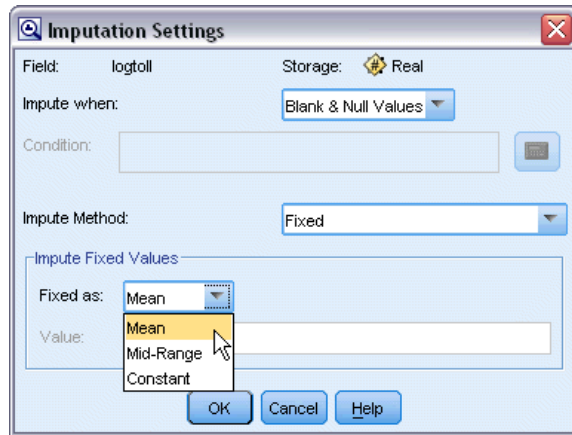 Imputation Settings
Field: logtoll Storage: Real
Impute when: Blank & Null Values
Condition:
Impute Method: Fixed
Impute Fixed Values
Fixed as: Mean
Value:
Mean
Mid-Range
Constant
OK Cancel Help